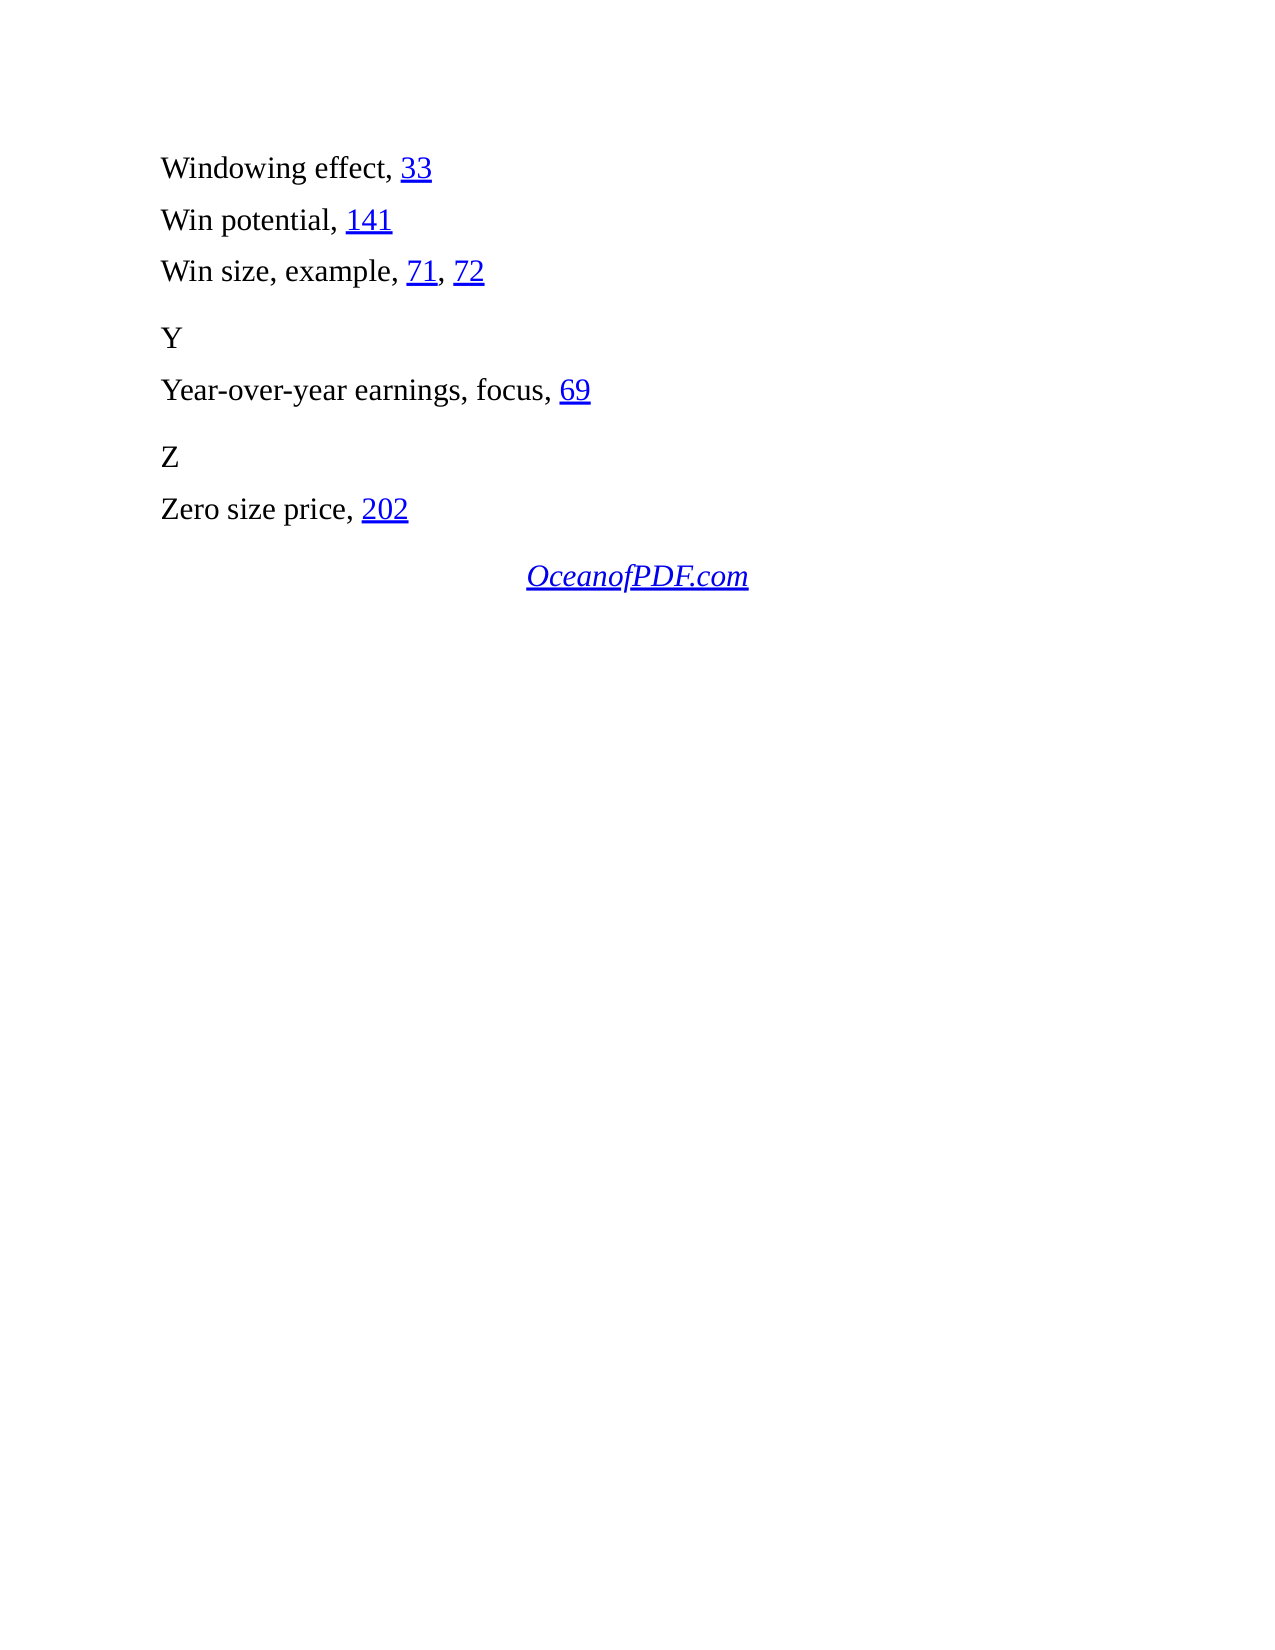 Windowing effect, 33
Win potential, 141
Win size, example, 71, 72
Y
Year-over-year earnings, focus, 69
Z
Zero size price, 202
OceanofPDF.com